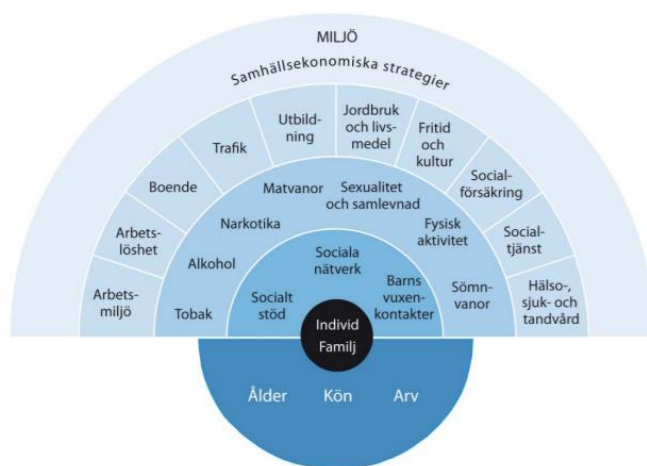 MILJÖ
Samhällsekonomiska strategier
Arbets-
miljö
Arbets-
löshet
Boende
Trafik
Utbild-
ning
Jordbruk
och livs-
medel
Fritid
och
kultur
Social-
försäkring
Social-
tjänst
Hälso-,
sjuk- och
tandvård
Tobak
Alkohol
Narkotika
Matvanor
Sexualitet
och samlevnad
Fysisk
aktivitet
Sömn-
vanor
Socialt
stöd
Sociala
nätverk
Barns
vuxen-
kontakter
Individ
Familj
Ålder Kön Arv